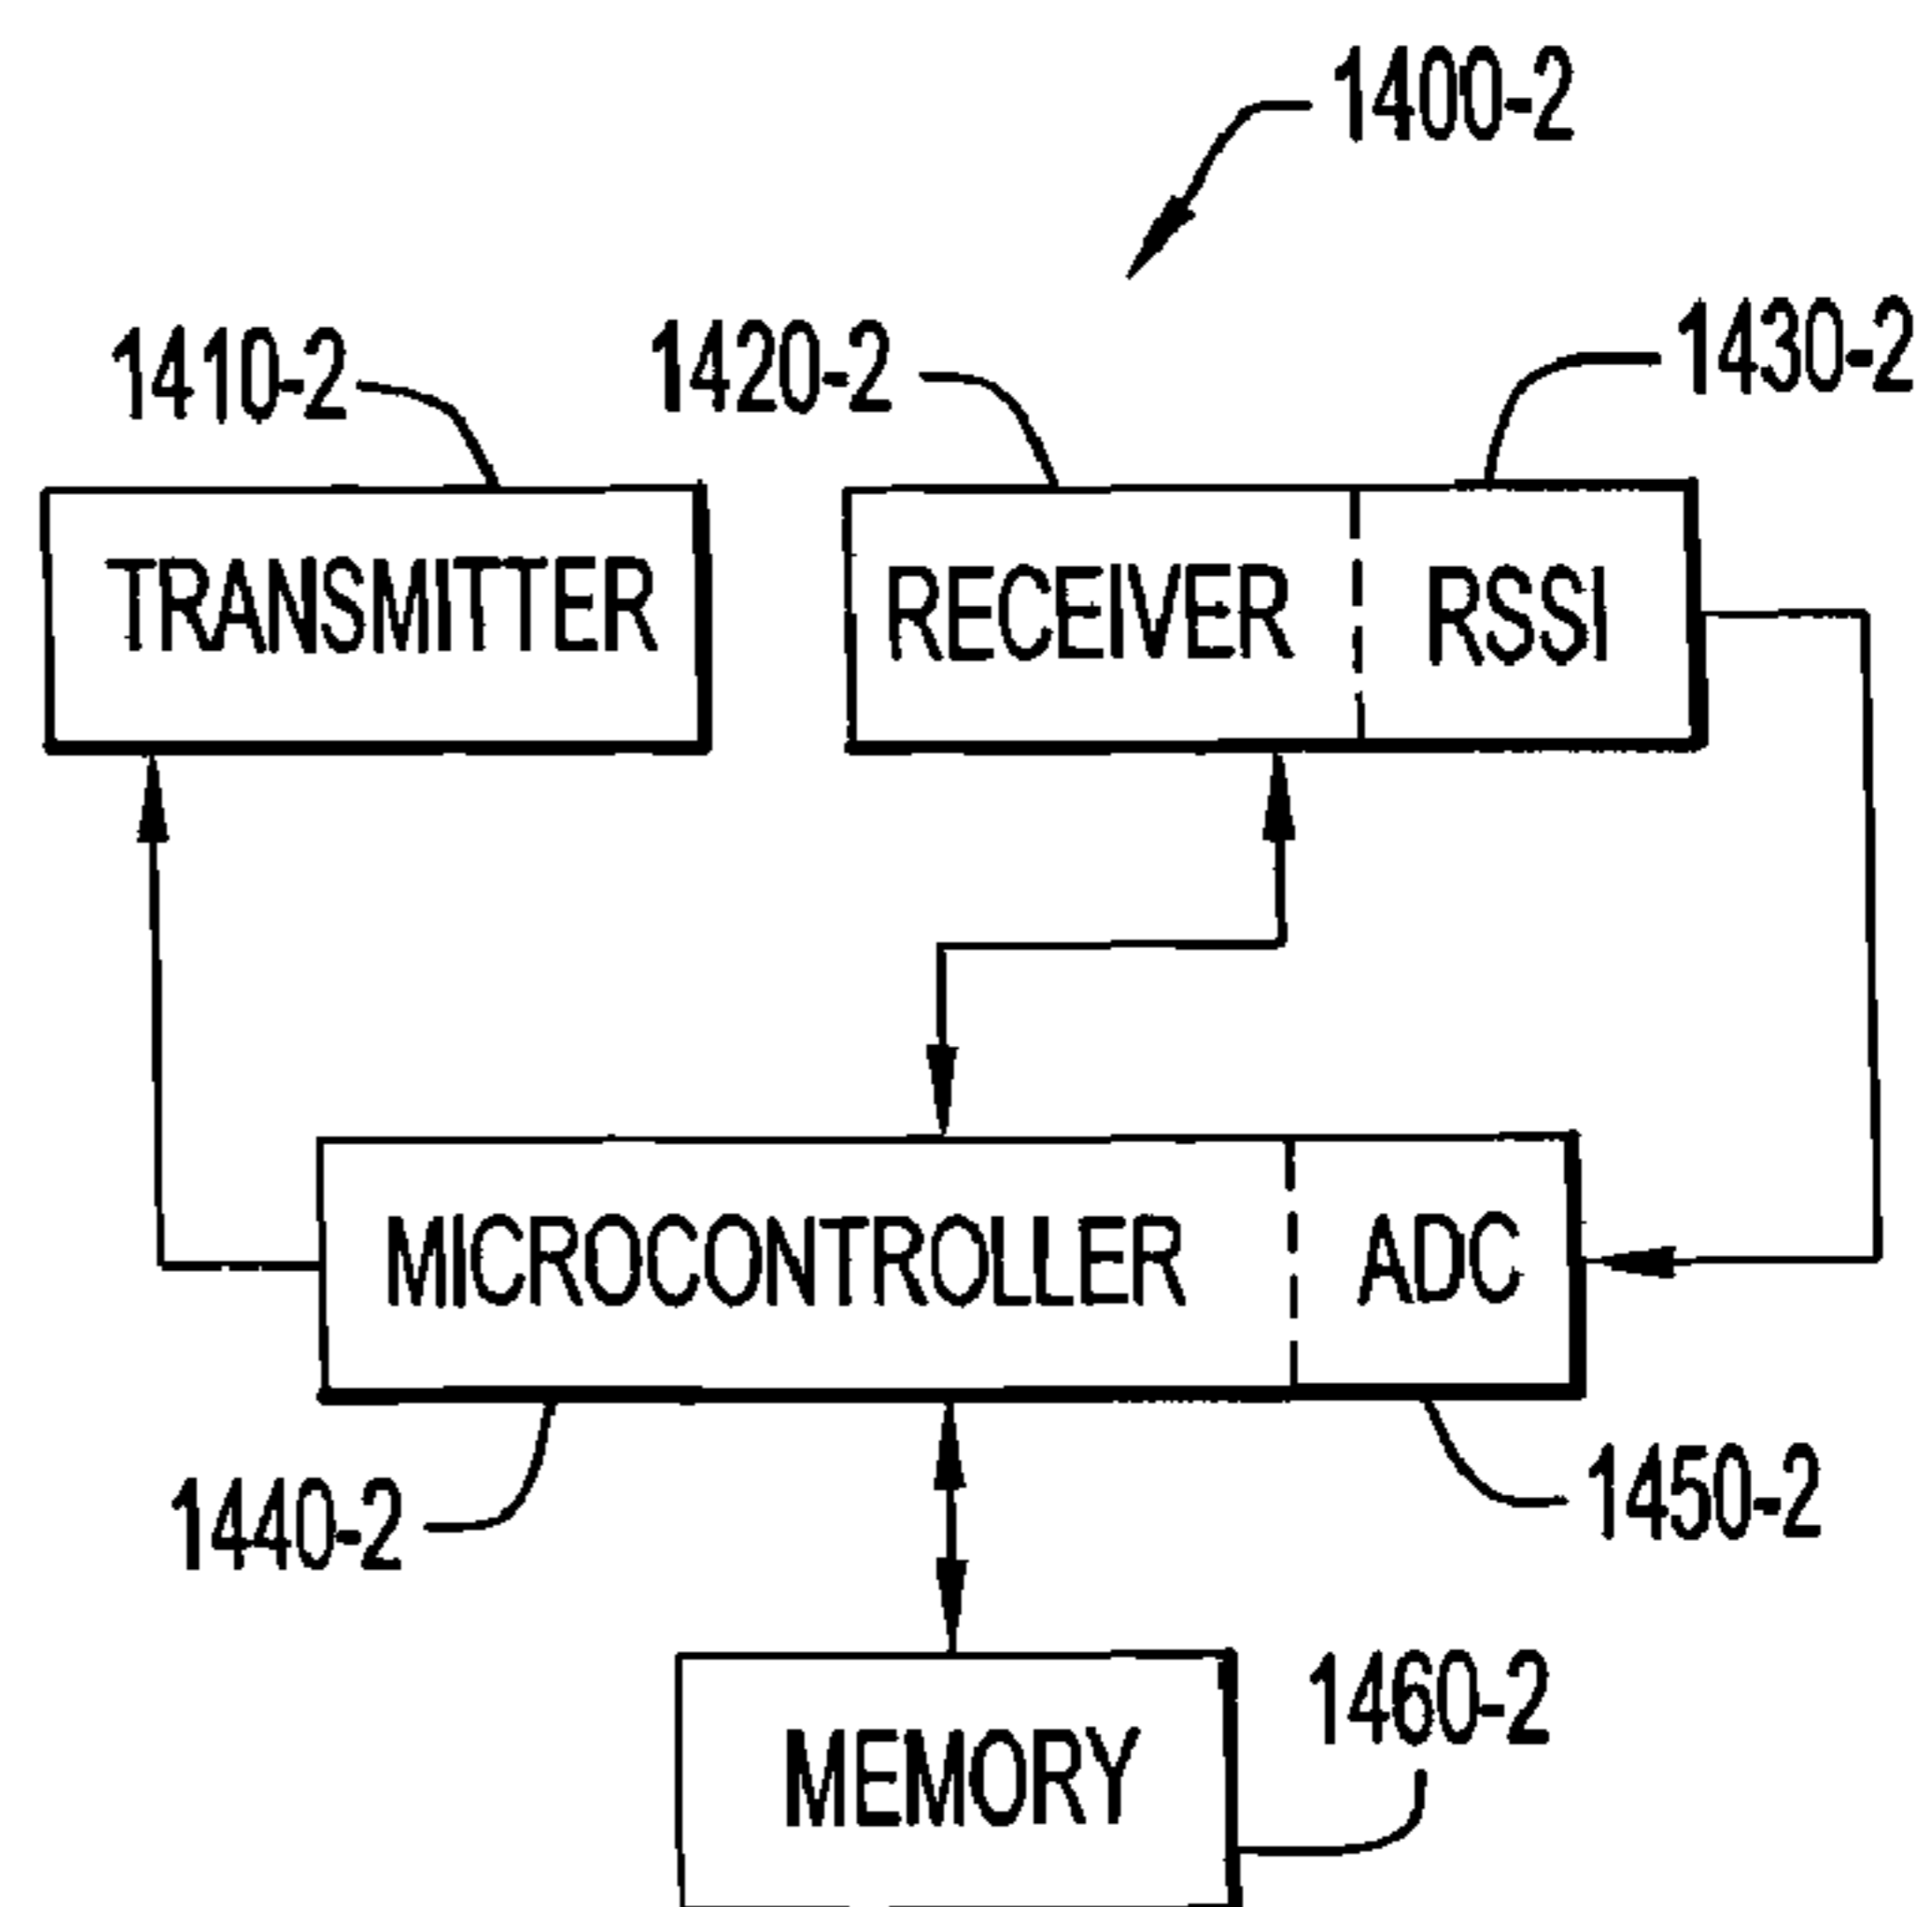 1400-2
1410-2
1420-2
1430-2
TRANSMITTER
RECEIVER
RSSI
MICROCONTROLLER
ADC
1440-2
1450-2
1460-2
MEMORY